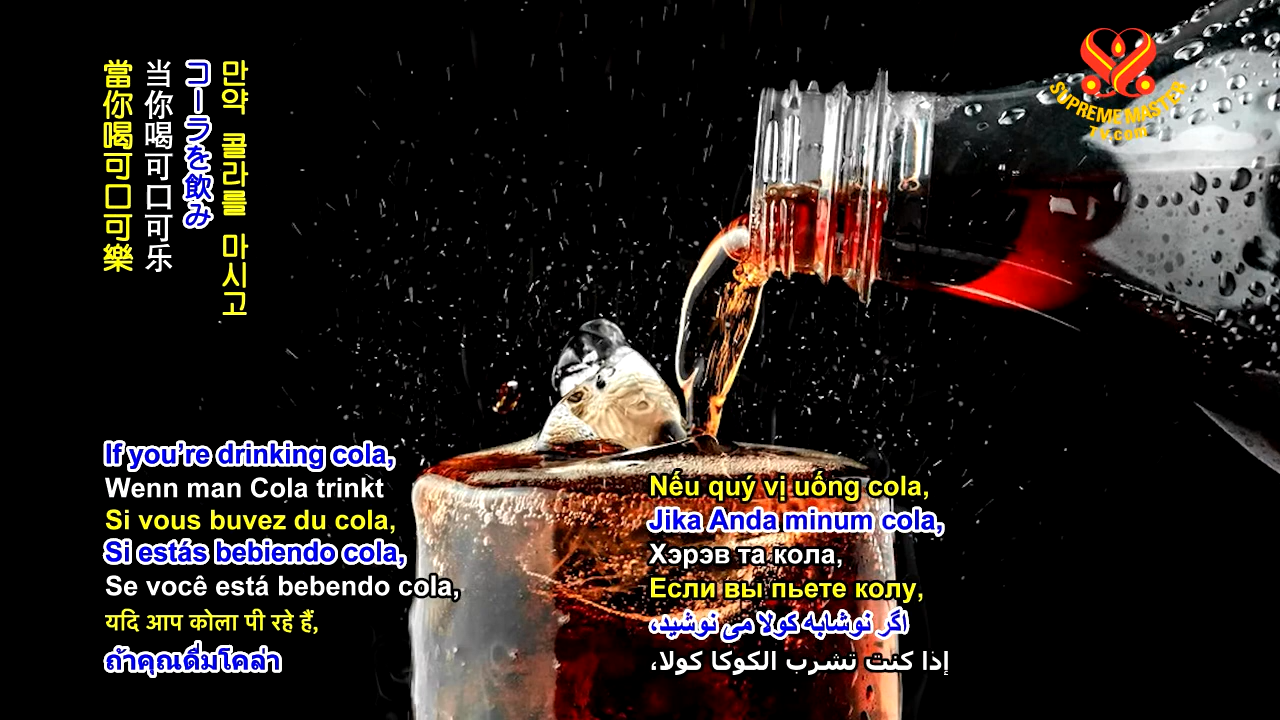 當你喝可口可樂
当你喝可口可乐
コーラを飲み
만약 콜라를 마시고
SUPREME MASTER
TV.com
If you're drinking cola,
Wenn man Cola trinkt
Si vous buvez du cola,
Si estás bebiendo cola,
Se você está bebendo cola,
यदि आप कोला पी रहे हैं,
ถ้าคุณดื่มโคล่า
Nếu quý vị uống cola,
Jika Anda minum cola,
Хэрэв та кола,
Если вы пьете колу,
اگر نوشابه کولا می نوشید،
إذا كنت تشرب الكوكا كولا،